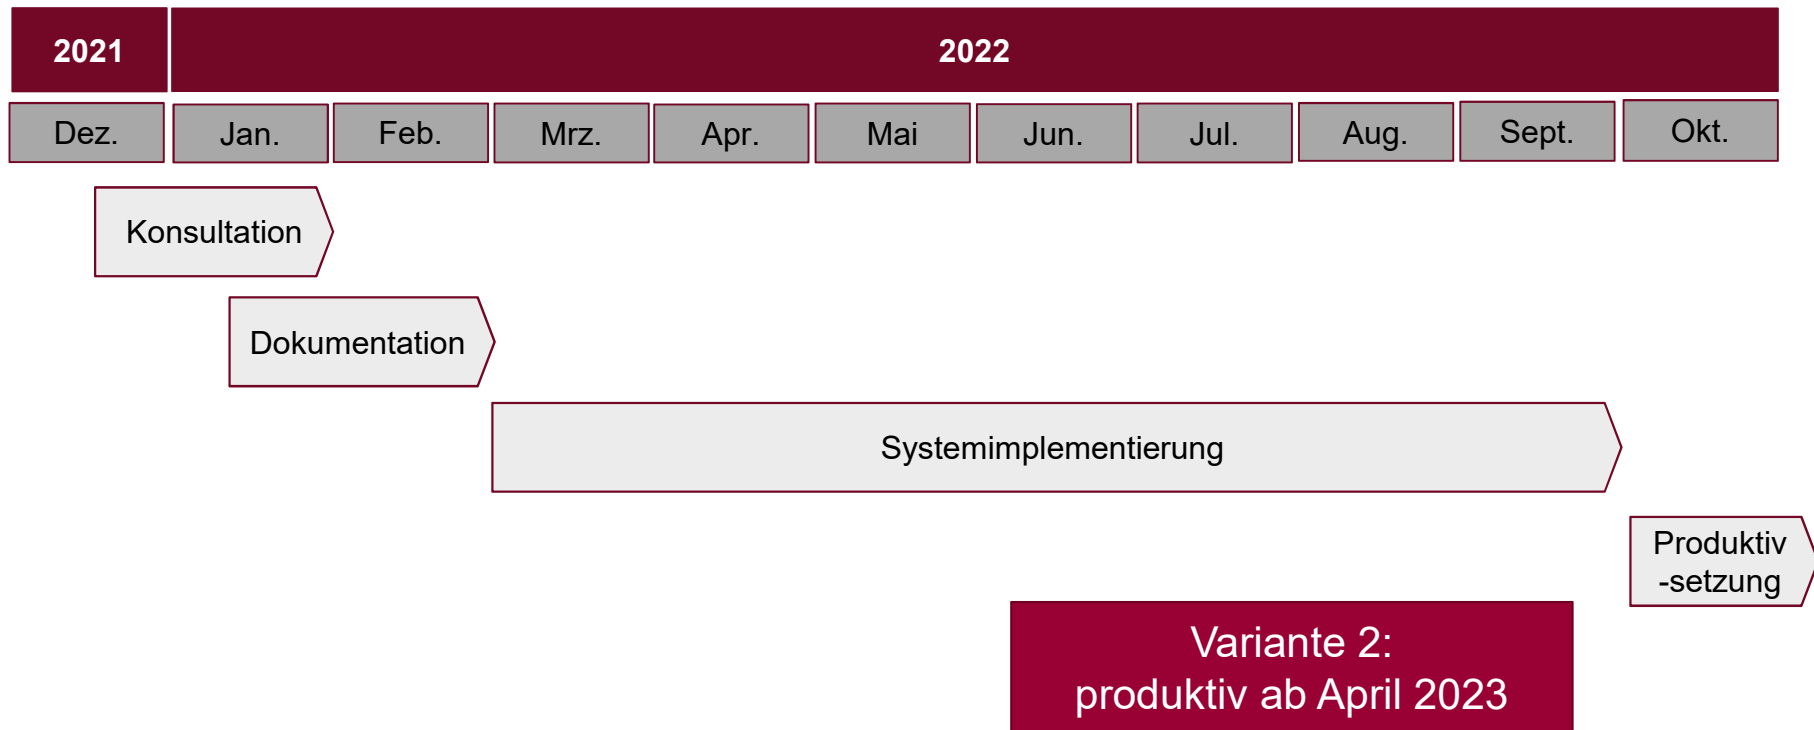 2021
2022
Dez.
Jan.
Feb.
Mrz.
Apr.
Mai
Jun.
Jul.
Aug.
Sept.
Okt.
Konsultation
Dokumentation
Systemimplementierung
Produktiv
-setzung
Variante 2:
produktiv ab April 2023